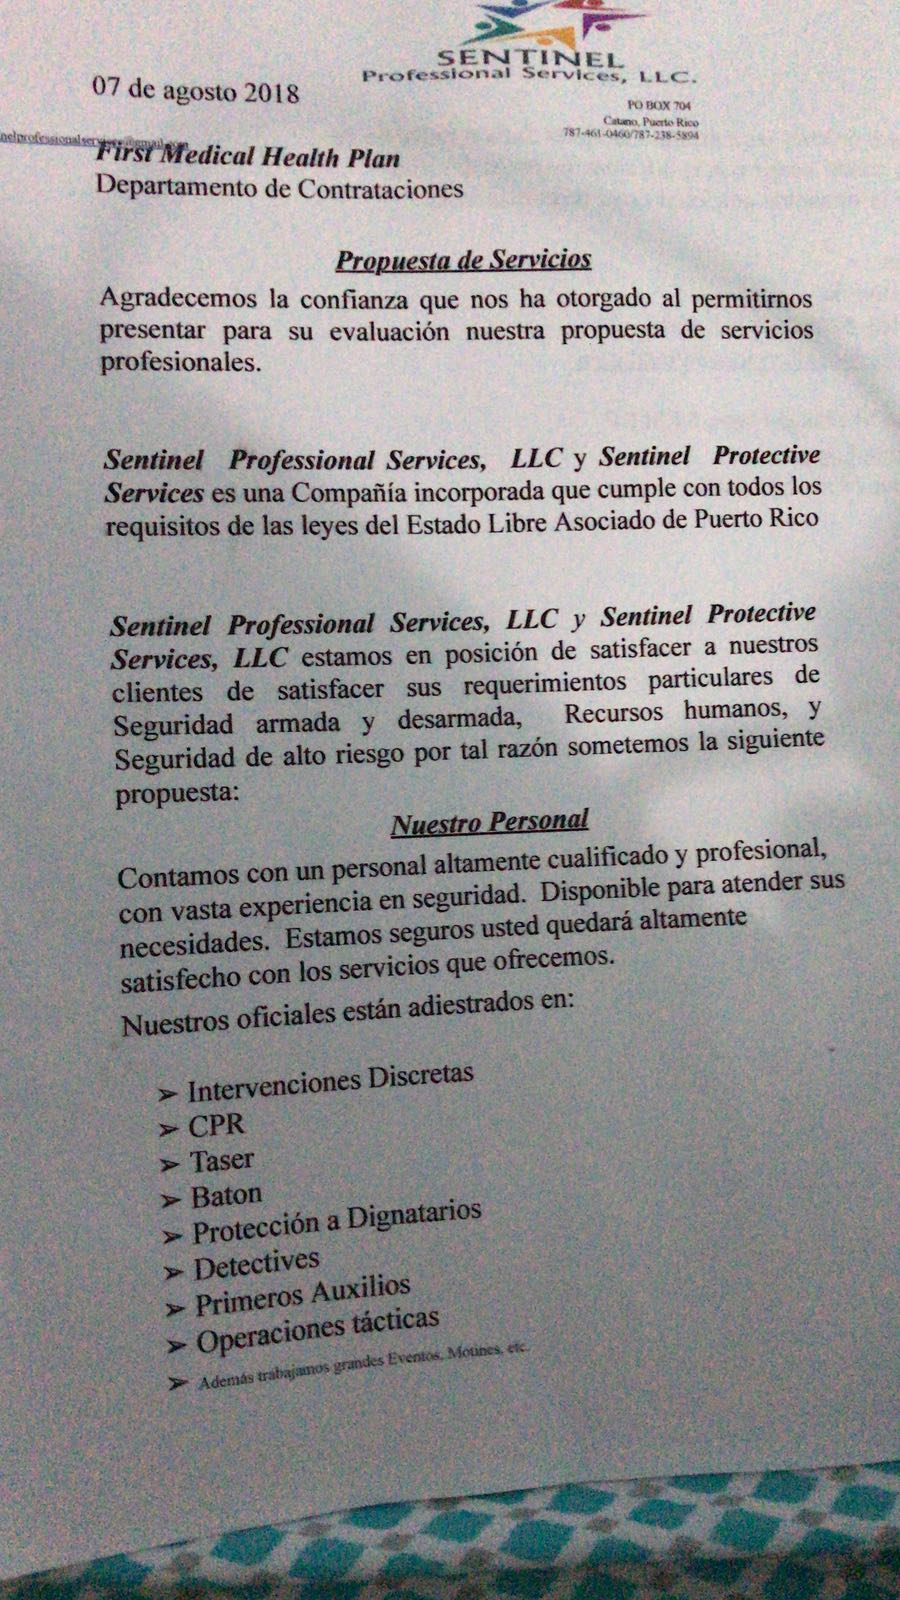 SENTINEL
Professional Services, LLC.
07 de agosto 2018
PO BOX 704
Catano, Puerto Rico
787-461-0460/787-238-5894
First Medical Health Plan
Departamento de Contrataciones
Propuesta de Servicios
Agradecemos la confianza que nos ha otorgado al permitirnos
presentar para su evaluación nuestra propuesta de servicios
profesionales.
Sentinel Professional Services, LLC y Sentinel Protective
Services es una Compañía incorporada que cumple con todos los
requisitos de las leyes del Estado Libre Asociado de Puerto Rico
Sentinel Professional Services, LLC y Sentinel Protective
Services, LLC estamos en posición de satisfacer a nuestros
clientes de satisfacer sus requerimientos particulares de
Seguridad armada y desarmada, Recursos humanos, y
Seguridad de alto riesgo por tal razón sometemos la siguiente
propuesta:
Nuestro Personal
Contamos con un personal altamente cualificado y profesional,
con vasta experiencia en seguridad. Disponible para atender sus
necesidades. Estamos seguros usted quedará altamente
satisfecho con los servicios que ofrecemos.
Nuestros oficiales están adiestrados en:
➢ Intervenciones Discretas
➢ CPR
➢ Taser
➢ Baton
➢ Protección a Dignatarios
➢ Detectives
➢ Primeros Auxilios
➢ Operaciones tácticas
➢ Además trabajamos grandes Eventos, Motines, etc.